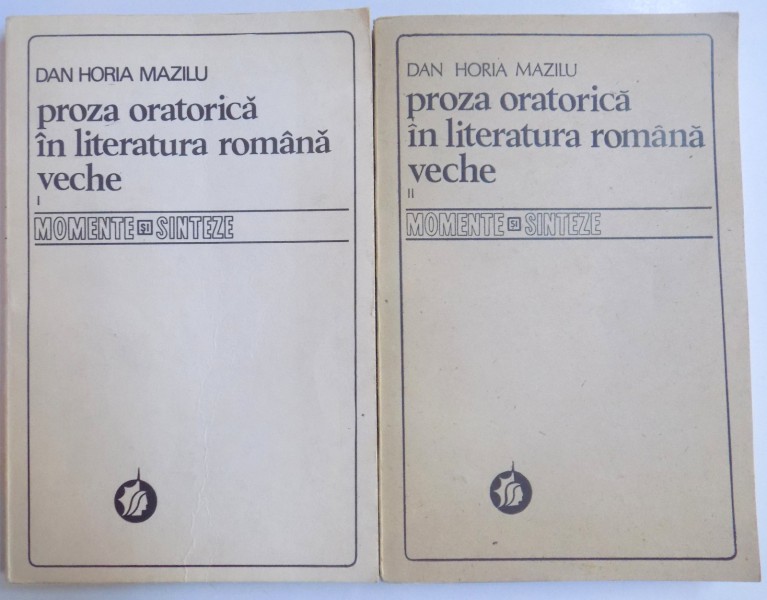 DAN HORIA MAZILU
proza oratorică
în literatura română
veche
I
MOMENTE ȘI SINTEZE
DAN HORIA MAZILU
proza oratorică
în literatura română
veche
II
MOMENTE ȘI SINTEZE